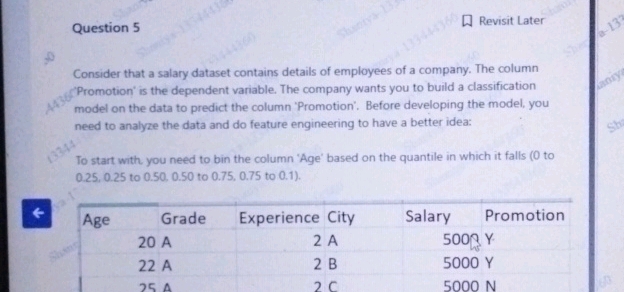 Question 5
Revisit Later
Consider that a salary dataset contains details of employees of a company. The column
'Promotion' is the dependent variable. The company wants you to build a classification
model on the data to predict the column 'Promotion'. Before developing the model, you
need to analyze the data and do feature engineering to have a better idea:
To start with, you need to bin the column 'Age' based on the quantile in which it falls (0 to
0.25, 0.25 to 0.50, 0.50 to 0.75, 0.75 to 0.1).
Age Grade Experience City Salary Promotion
20 A 2 A 5000 Y
22 A 2 B 5000 Y
25 A 2 C 5000 N